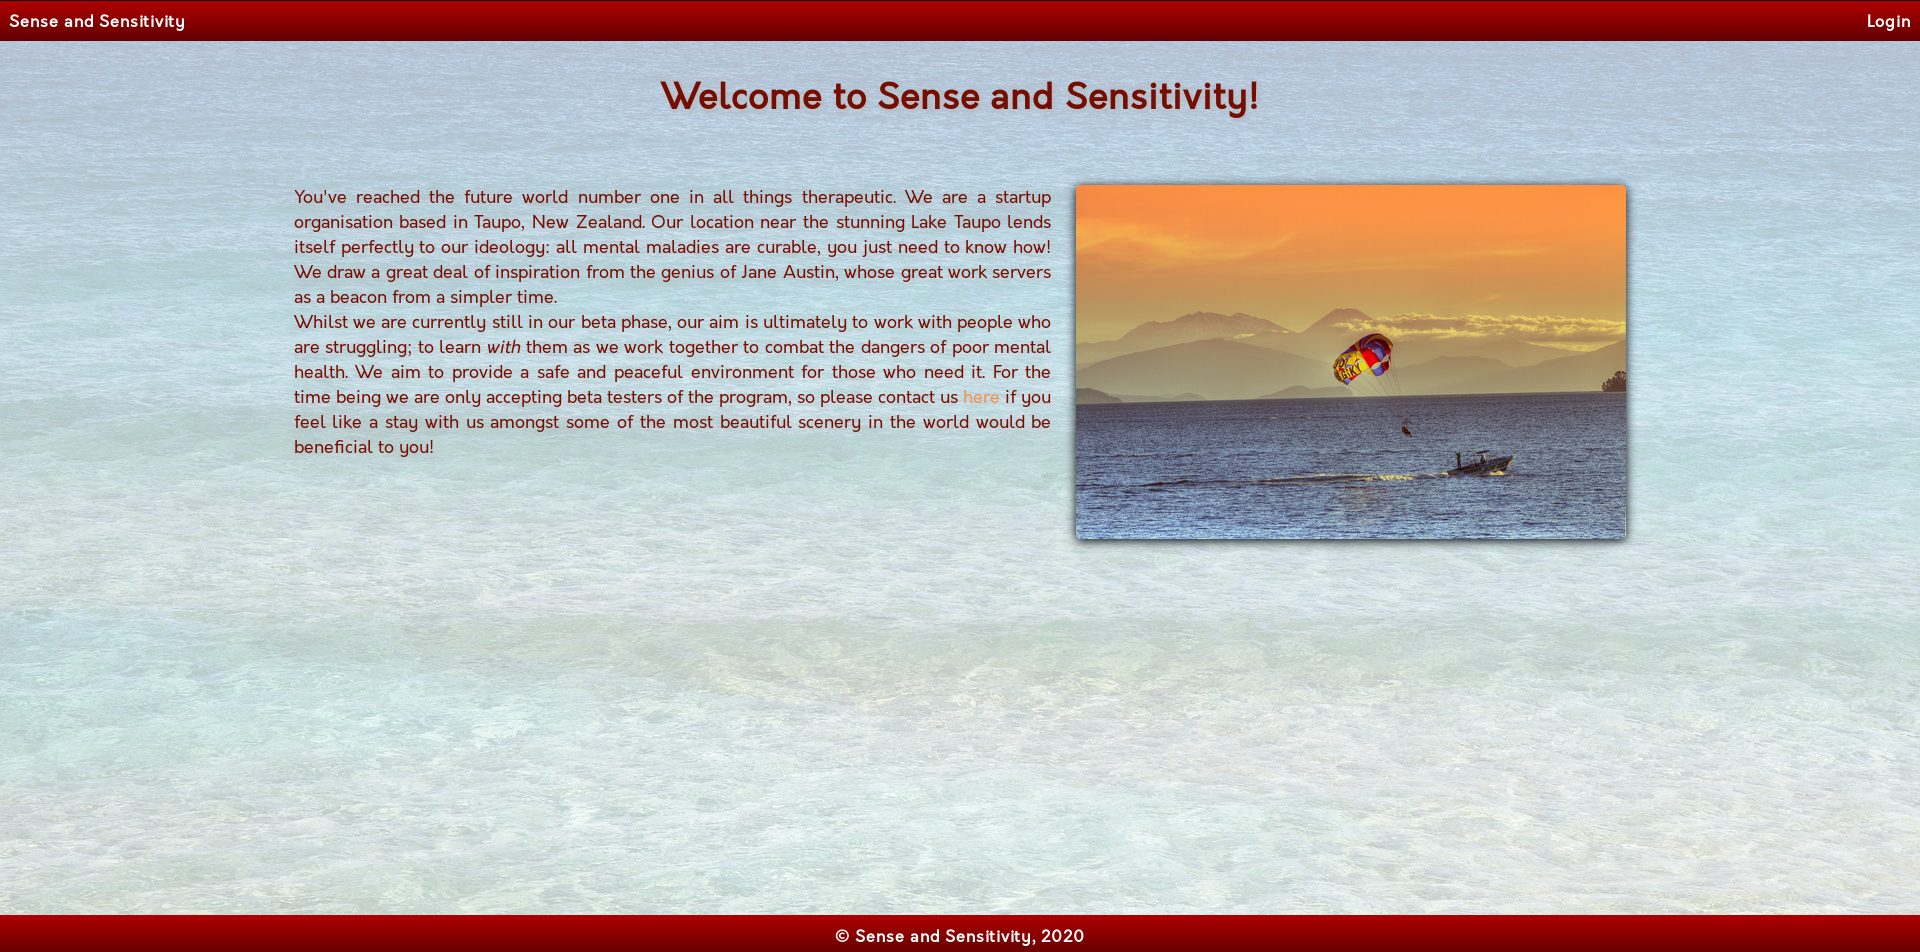 Sense and Sensitivity
Login
Welcome to Sense and Sensitivity!
You've reached the future world number one in all things therapeutic. We are a startup
organisation based in Taupo, New Zealand. Our location near the stunning Lake Taupo lends
itself perfectly to our ideology: all mental maladies are curable, you just need to know how!
We draw a great deal of inspiration from the genius of Jane Austin, whose great work servers
as a beacon from a simpler time.
Whilst we are currently still in our beta phase, our aim is ultimately to work with people who
are struggling; to learn with them as we work together to combat the dangers of poor mental
health. We aim to provide a safe and peaceful environment for those who need it. For the
time being we are only accepting beta testers of the program, so please contact us here if you
feel like a stay with us amongst some of the most beautiful scenery in the world would be
beneficial to you!
© Sense and Sensitivity, 2020